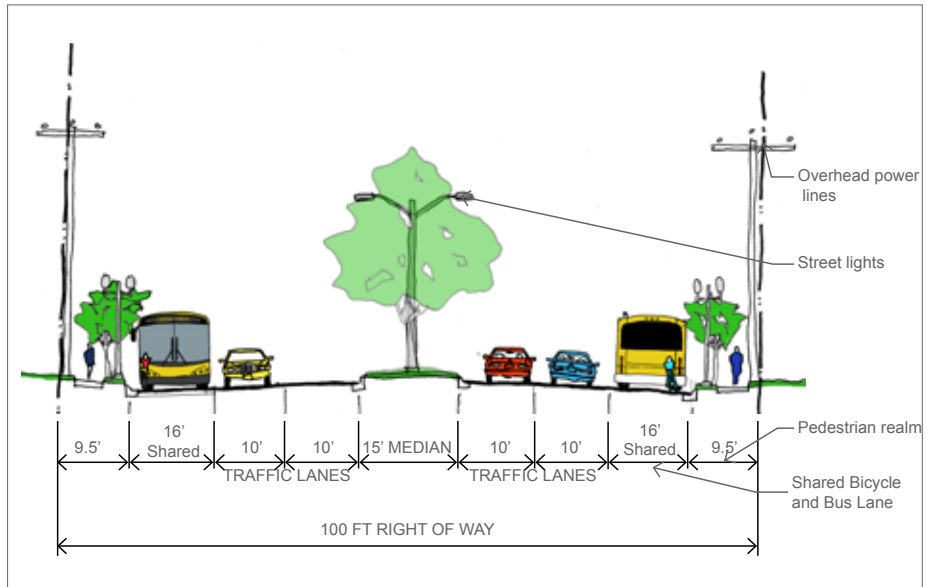 Overhead power
lines
Street lights
Pedestrian realm
9.5’
16’
Shared
10’
10’
15’ MEDIAN
10’
10’
16’
Shared
9.5’
TRAFFIC LANES
TRAFFIC LANES
Shared Bicycle
and Bus Lane
100 FT RIGHT OF WAY